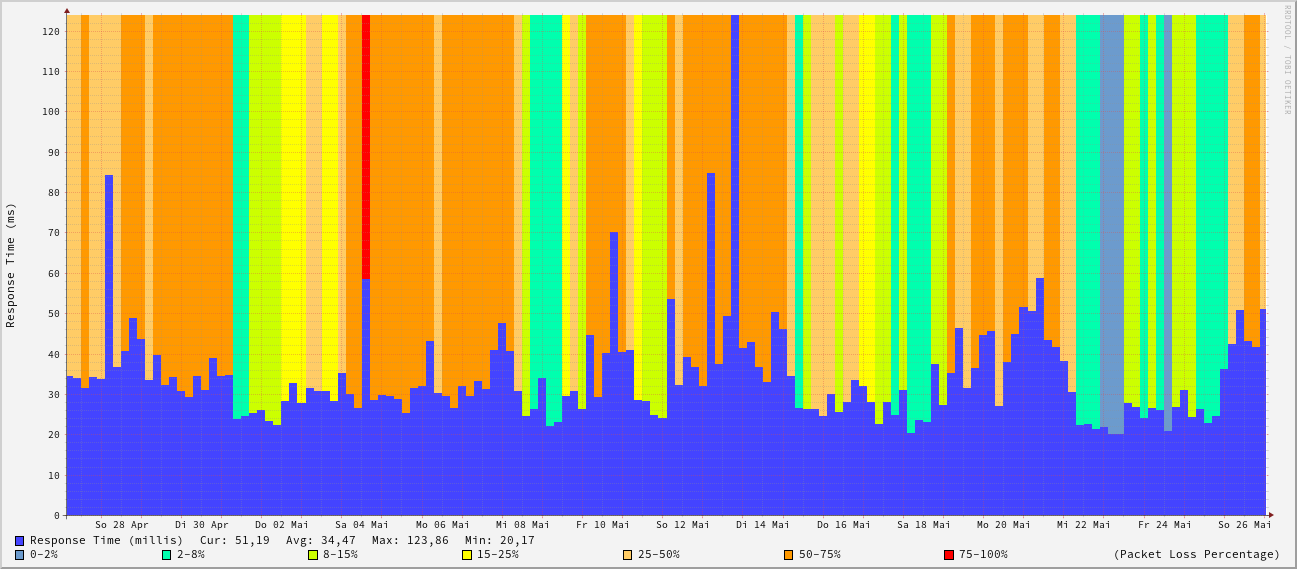 RRDTOOL / TOBI OETIKER
Response Time (ms)
120
110
100
90
80
70
60
50
40
30
20
10
0
So 28 Apr Di 30 Apr Do 02 Mai Sa 04 Mai Mo 06 Mai Mi 08 Mai Fr 10 Mai So 12 Mai Di 14 Mai Do 16 Mai Sa 18 Mai Mo 20 Mai Mi 22 Mai Fr 24 Mai So 26 Mai
Response Time (millis) Cur: 51,19 Avg: 34,47 Max: 123,86 Min: 20,17
0-2% 2-8% 8-15% 15-25% 25-50% 50-75% 75-100% (Packet Loss Percentage)